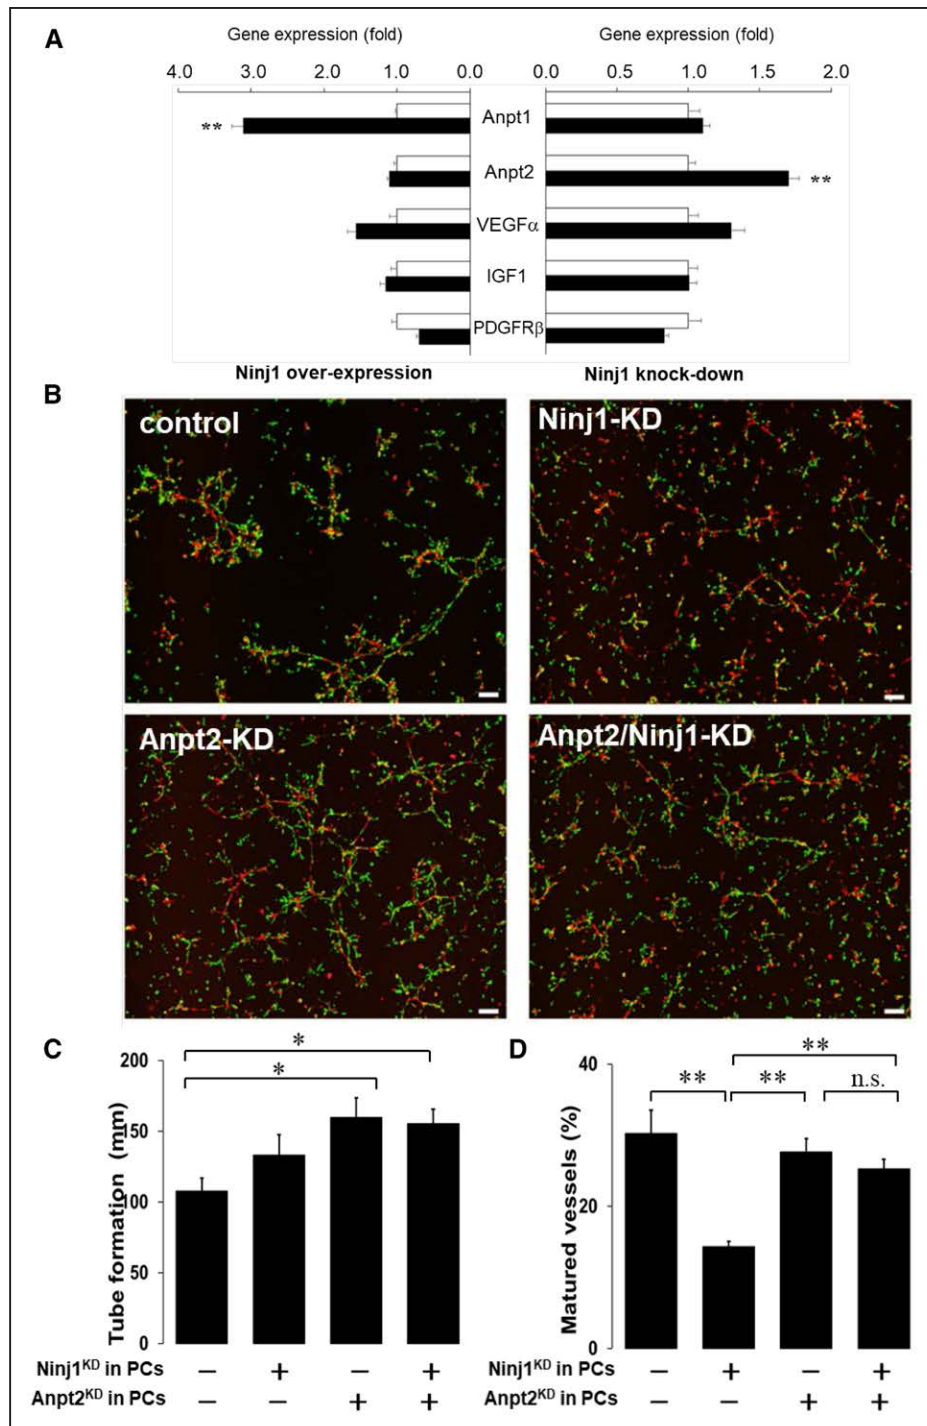 A
Gene expression (fold) Gene expression (fold)
4.0 3.0 2.0 1.0 0.0 0.0 0.5 1.0 1.5 2.0
** Anpt1
Anpt2 **
VEGFα
IGF1
PDGFRβ
Ninj1 over-expression Ninj1 knock-down
B
control Ninj1-KD
Anpt2-KD Anpt2/Ninj1-KD
C
Tube formation (mm)
200
150
100
50
0
*
*
Ninj1KD in PCs − + − +
Anpt2KD in PCs − − + +
D
Matured vessels (%)
40
20
0
**
** ** n.s.
Ninj1KD in PCs − + − +
Anpt2KD in PCs − − + +